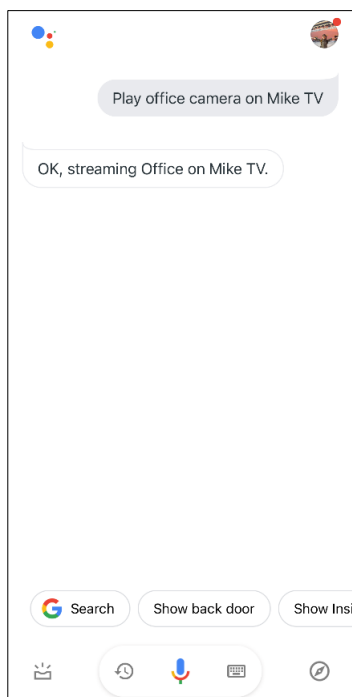 Play office camera on Mike TV
OK, streaming Office on Mike TV.
Search
Show back door
Show Insi